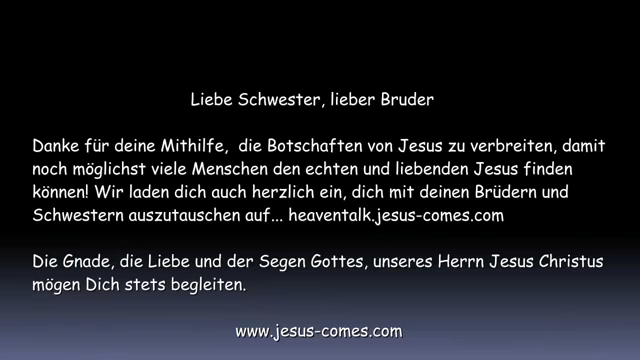 Liebe Schwester, lieber Bruder
Danke für deine Mithilfe, die Botschaften von Jesus zu verbreiten, damit
noch möglichst viele Menschen den echten und liebenden Jesus finden
können! Wir laden dich auch herzlich ein, dich mit deinen Brüdern und
Schwestern auszutauschen auf... heaventalk.jesus-comes.com
Die Gnade, die Liebe und der Segen Gottes, unseres Herrn Jesus Christus
mögen Dich stets begleiten.
www.jesus-comes.com